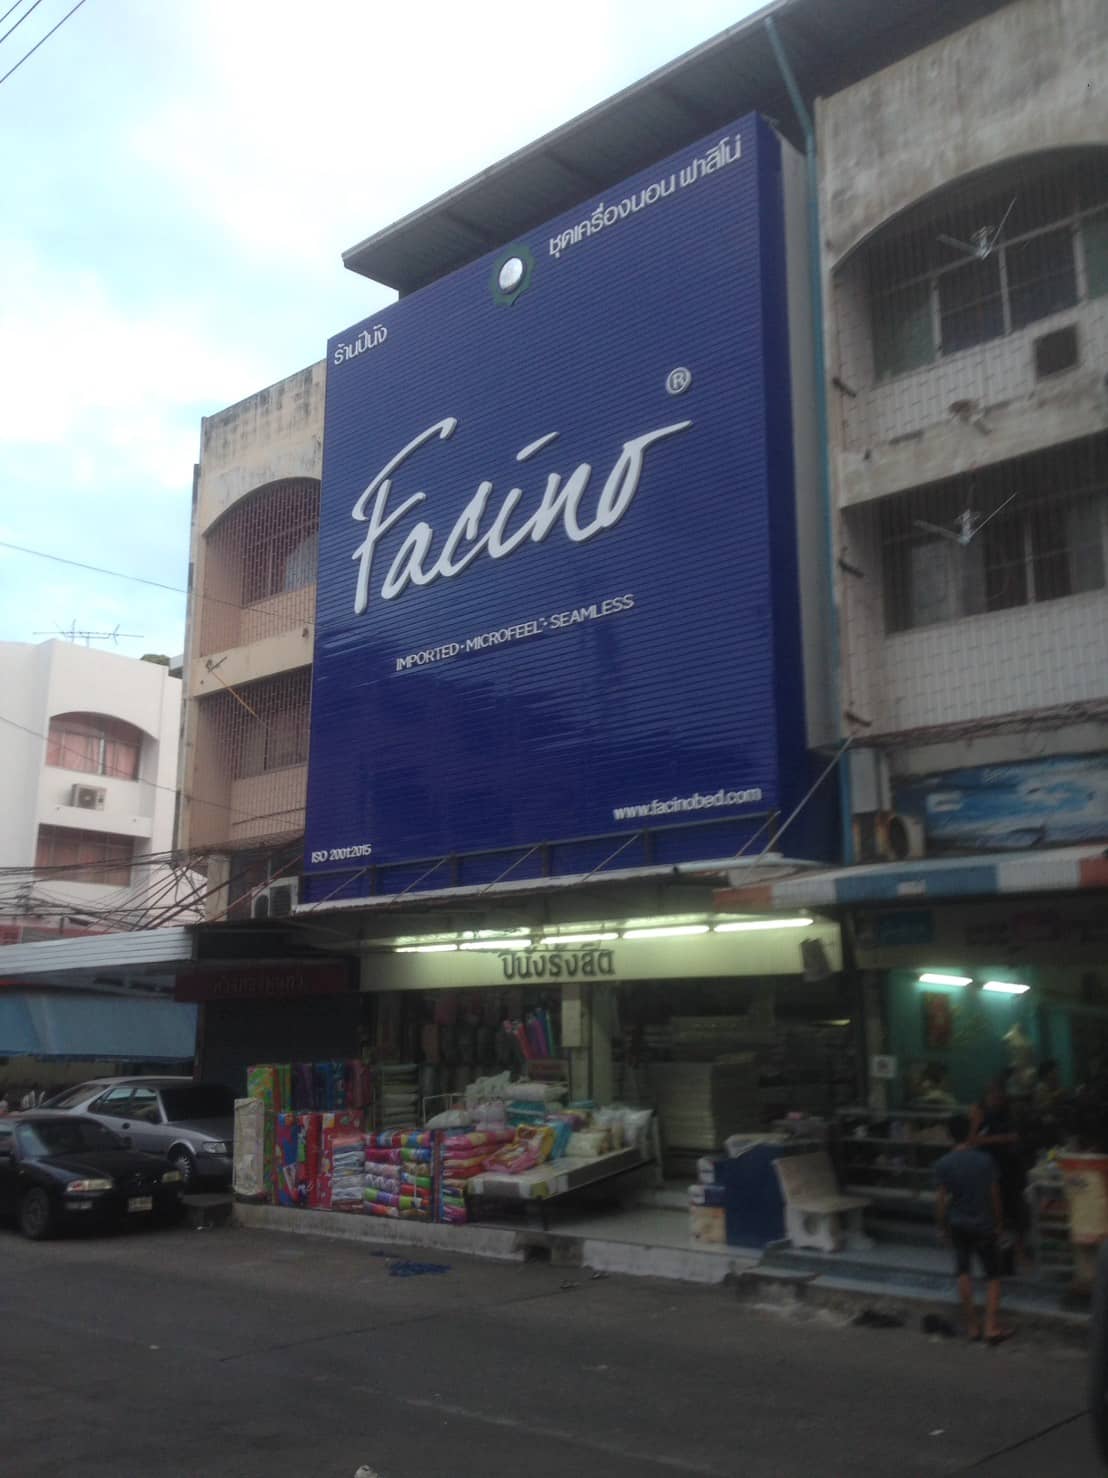 ชุดเครื่องนอน ฟาสิโน่
ร้านปีนัง
Facino®
IMPORTED • MICROFEEL™ • SEAMLESS
www.facinobed.com
ISO 2001:2015
ปีนังรังสิต